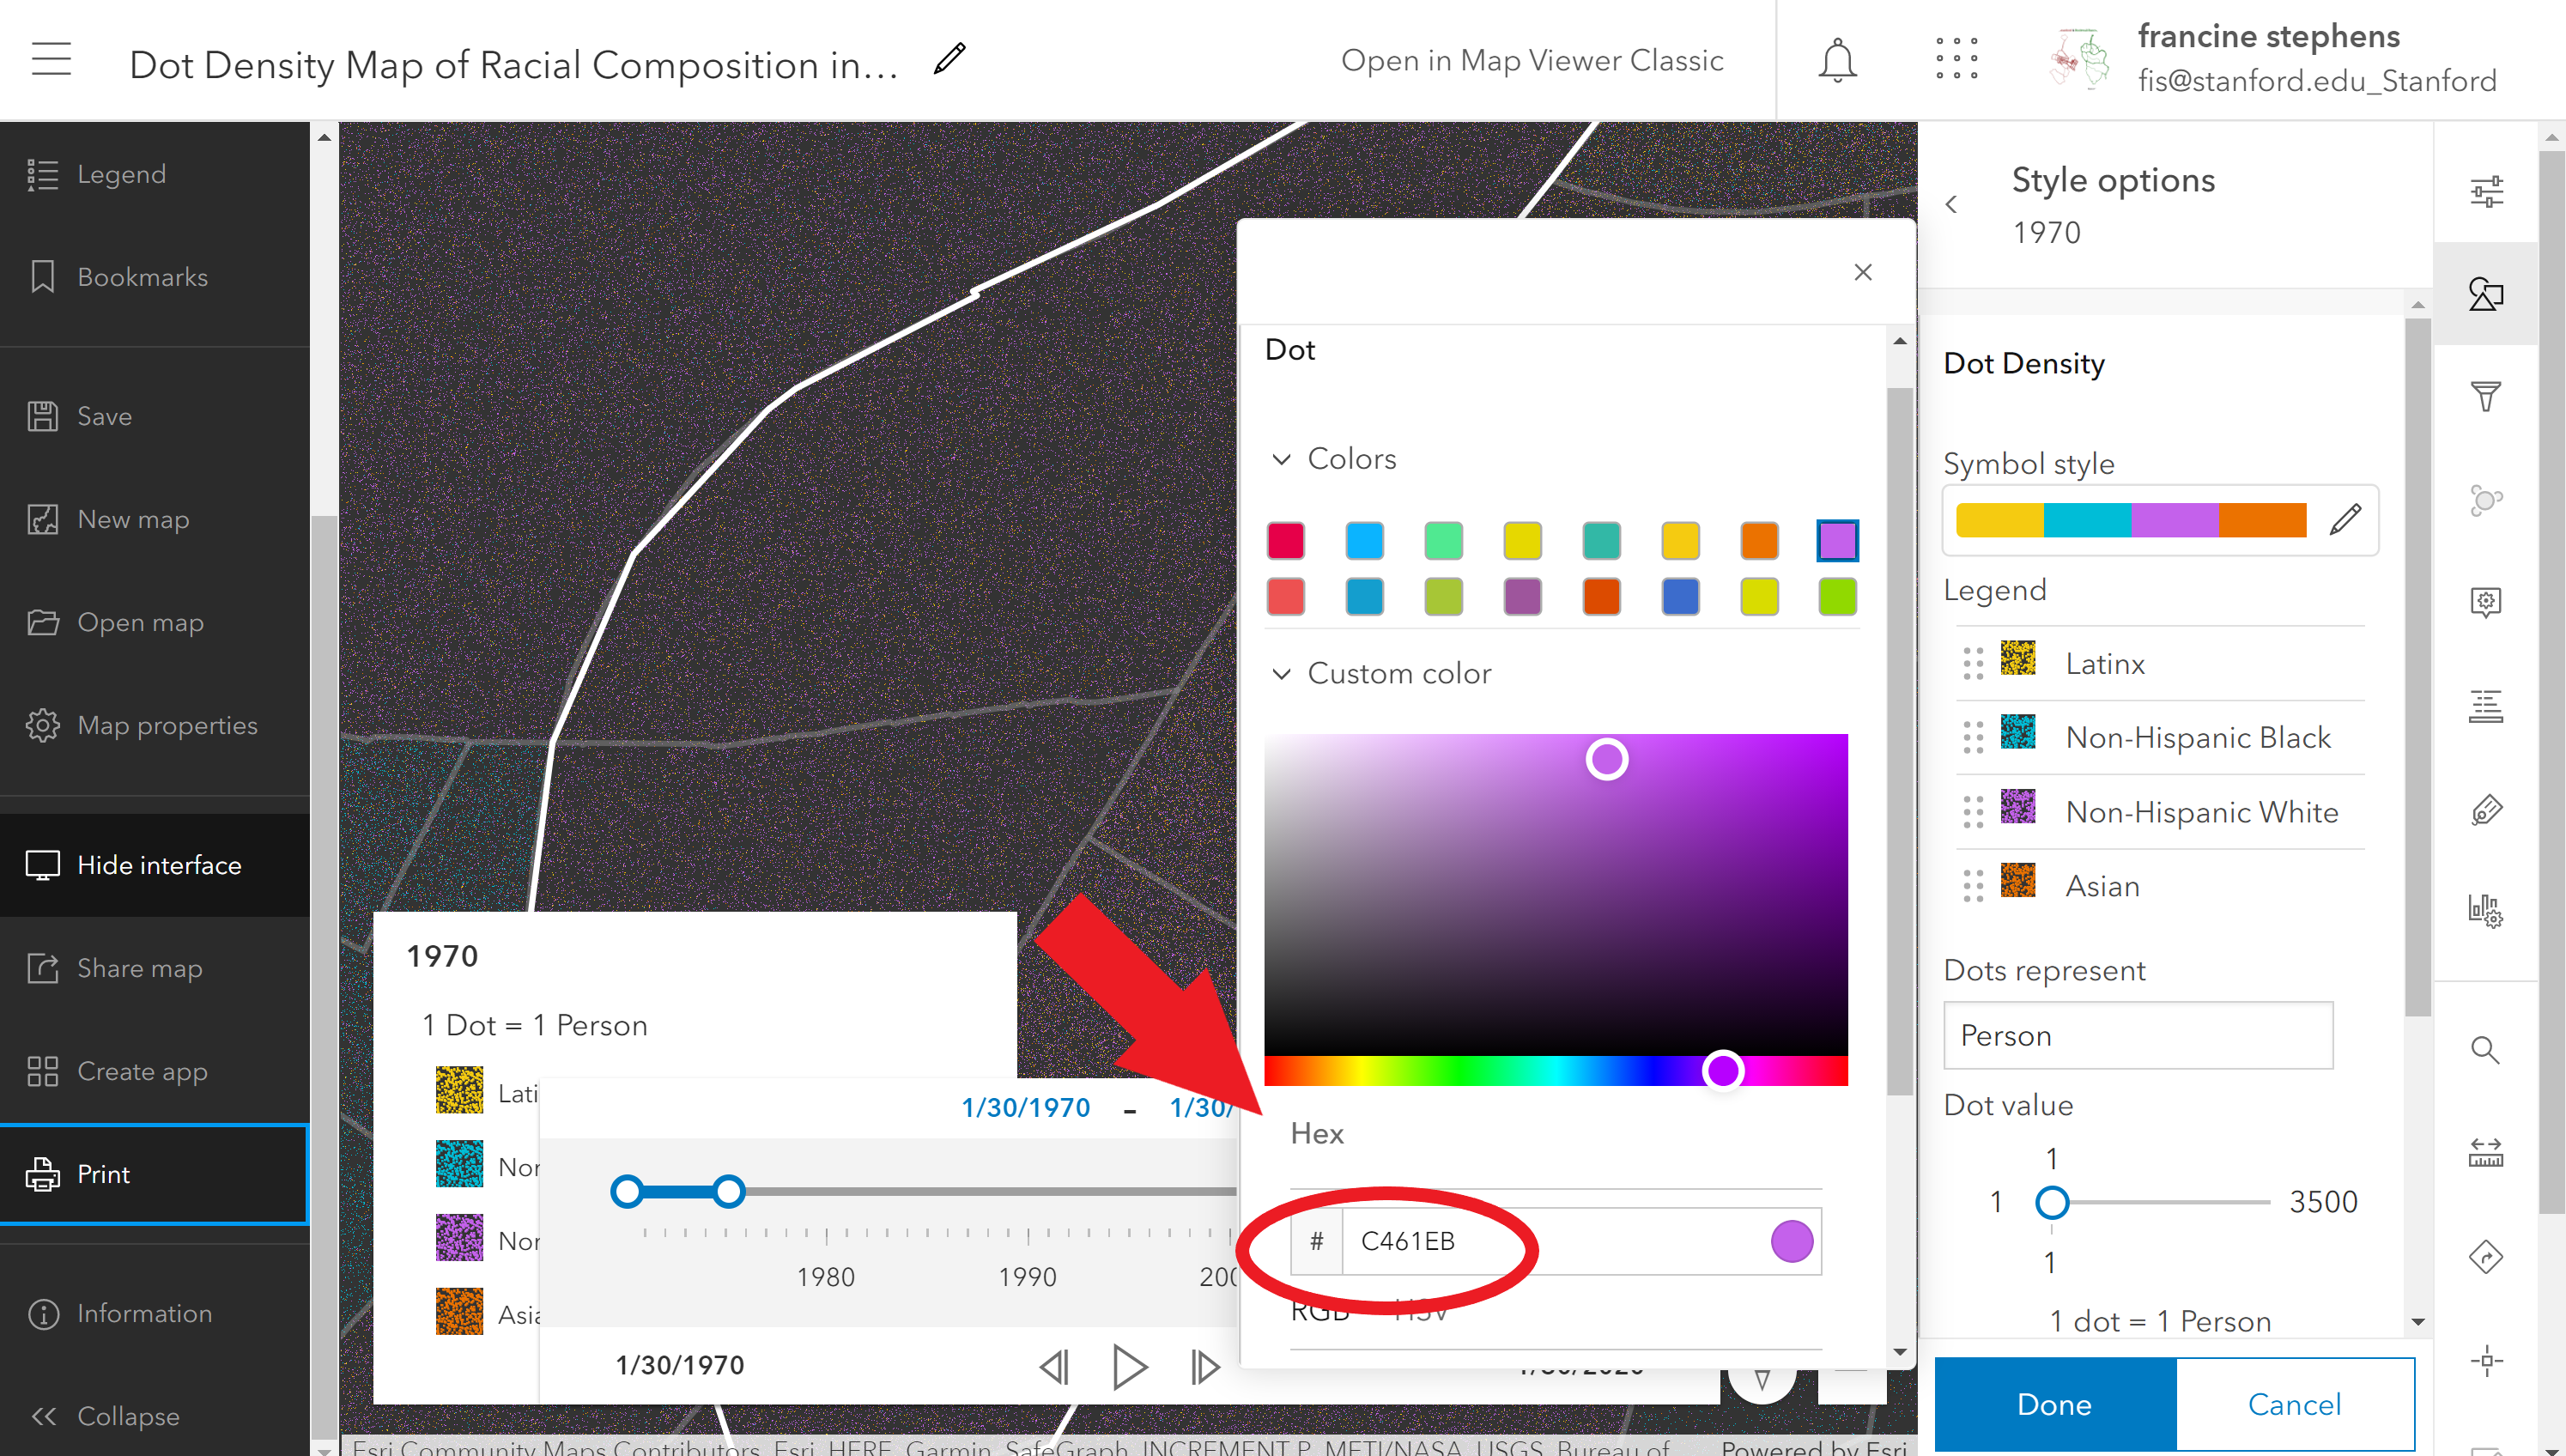 Dot Density Map of Racial Composition in...
Open in Map Viewer Classic
francine stephens
fis@stanford.edu_Stanford
Legend
Bookmarks
Save
New map
Open map
Map properties
Hide interface
Share map
Create app
Print
Information
Collapse
1970
1 Dot = 1 Person
Lati
Nor
Nor
Asia
1/30/1970 - 1/30/
1980 1990 200
1/30/1970
1/30/2020
Dot
Colors
Custom color
Hex
# C461EB
RGB HSV
Style options
1970
Dot Density
Symbol style
Legend
Latinx
Non-Hispanic Black
Non-Hispanic White
Asian
Dots represent
Person
Dot value
1
1 3500
1
1 dot = 1 Person
Done Cancel
Esri Community Maps Contributors, Esri, HERE, Garmin, SafeGraph, INCREMENT P, METI/NASA, USGS, Bureau of
Powered by Esri